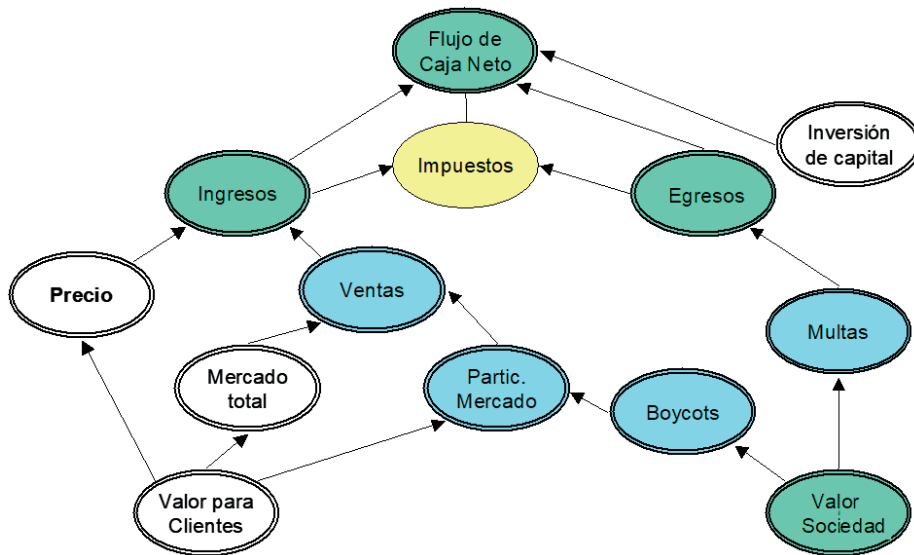 Flujo de
Caja Neto
Inversión
de capital
Impuestos
Ingresos
Egresos
Precio
Ventas
Multas
Mercado
total
Partic.
Mercado
Boycots
Valor para
Clientes
Valor
Sociedad